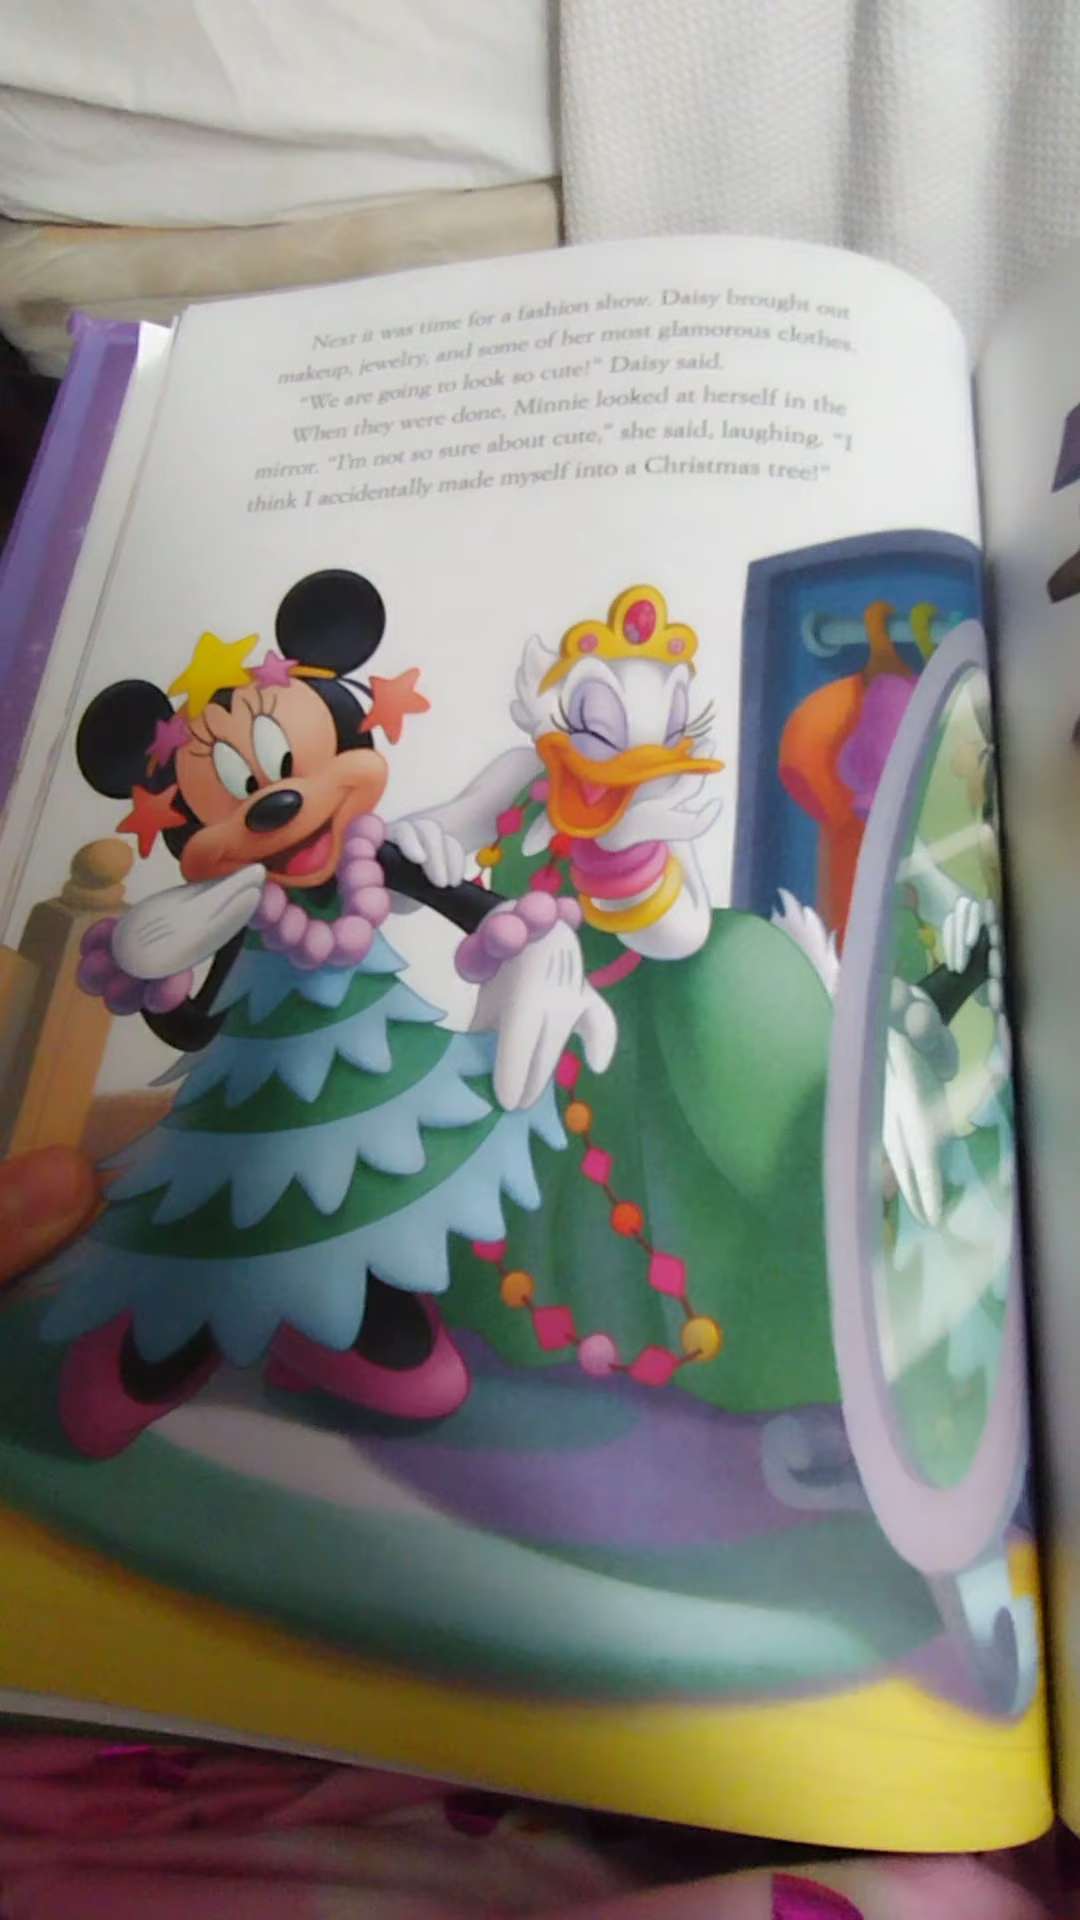 Next it was time for a fashion show. Daisy brought out
makeup, jewelry, and some of her most glamorous clothes.
"We are going to look so cute!" Daisy said.
When they were done, Minnie looked at herself in the
mirror. "I'm not so sure about cute," she said, laughing. "I
think I accidentally made myself into a Christmas tree!"